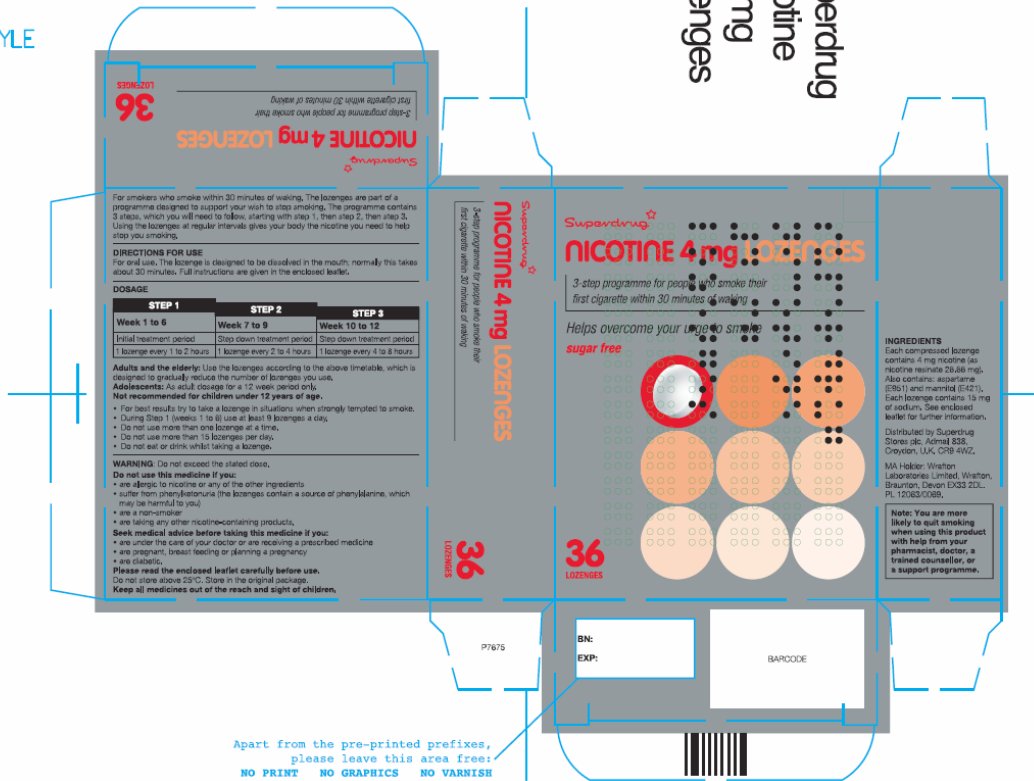 YLE
perdrug
otine
mg
enges
36
LOZENGES
3-step programme for people who smoke their
first cigarette within 30 minutes of waking
NICOTINE 4 mg LOZENGES
Superdrug
For smokers who smoke within 30 minutes of waking. The lozenges are part of a
programme designed to support your wish to stop smoking. The programme contains
3 steps, which you will need to follow, starting with step 1, then step 2, then step 3.
Using the lozenges at regular intervals gives your body the nicotine you need to help
stop you smoking.
DIRECTIONS FOR USE
For oral use. The lozenge is designed to be dissolved in the mouth; normally this takes
about 30 minutes. Full instructions are given in the enclosed leaflet.
DOSAGE
STEP 1 STEP 2 STEP 3
Week 1 to 6 Week 7 to 9 Week 10 to 12
Initial treatment period Step down treatment period Step down treatment period
1 lozenge every 1 to 2 hours 1 lozenge every 2 to 4 hours 1 lozenge every 4 to 8 hours
Adults and the elderly: Use the lozenges according to the above timetable, which is
designed to gradually reduce the number of lozenges you use.
Adolescents: As adult dosage for a 12 week period only.
Not recommended for children under 12 years of age.
• For best results try to take a lozenge in situations when strongly tempted to smoke.
• During Step 1 (weeks 1 to 6) use at least 9 lozenges a day.
• Do not use more than one lozenge at a time.
• Do not use more than 15 lozenges per day.
• Do not eat or drink whilst taking a lozenge.
WARNING: Do not exceed the stated dose.
Do not use this medicine if you:
• are allergic to nicotine or any of the other ingredients
• suffer from phenylketonuria (the lozenges contain a source of phenylalanine, which
may be harmful to you)
• are a non-smoker
• are taking any other nicotine-containing products.
Seek medical advice before taking this medicine if you:
• are under the care of your doctor or are receiving a prescribed medicine
• are pregnant, breast feeding or planning a pregnancy
• are diabetic.
Please read the enclosed leaflet carefully before use.
Do not store above 25°C. Store in the original package.
Keep all medicines out of the reach and sight of children.
Superdrug
NICOTINE 4 mg LOZENGES
3-step programme for people who smoke their
first cigarette within 30 minutes of waking
36
LOZENGES
Superdrug
NICOTINE 4 mg LOZENGES
3-step programme for people who smoke their
first cigarette within 30 minutes of waking
Helps overcome your urge to smoke
sugar free
36
LOZENGES
INGREDIENTS
Each compressed lozenge
contains 4 mg nicotine (as
nicotine resinate 26.66 mg).
Also contains: aspartame
(E951) and mannitol (E421).
Each lozenge contains 15 mg
of sodium. See enclosed
leaflet for further information.
Distributed by Superdrug
Stores plc, Admail 838,
Croydon, U.K. CR9 4WZ.
MA Holder: Wrafton
Laboratories Limited, Wrafton,
Braunton, Devon EX33 2DL.
PL 12063/0069.
Note: You are more
likely to quit smoking
when using this product
with help from your
pharmacist, doctor, a
trained counsellor, or
a support programme.
P7675
BN:
EXP:
BARCODE
Apart from the pre-printed prefixes,
please leave this area free:
NO PRINT NO GRAPHICS NO VARNISH